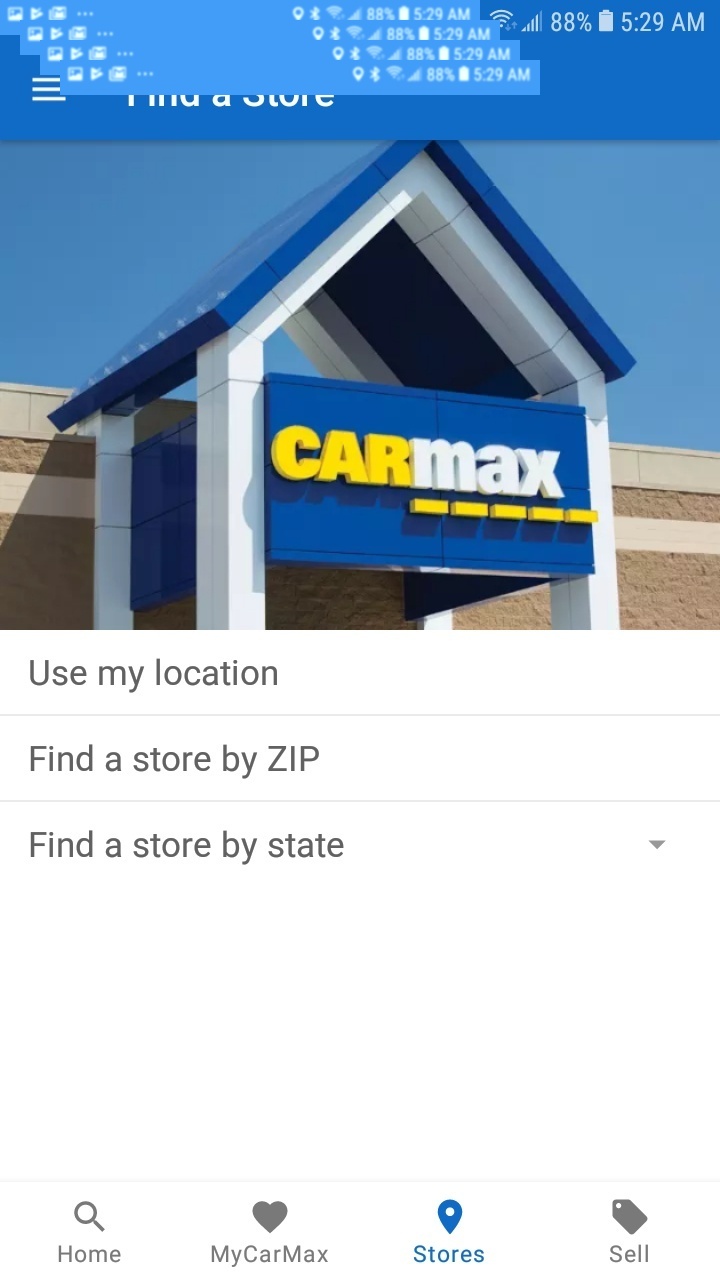 88% 5:29 AM
88% 5:29 AM
88% 5:29 AM
88% 5:29 AM
88% 5:29 AM
Find a Store
CARmax
Use my location
Find a store by ZIP
Find a store by state
Home MyCarMax Stores Sell